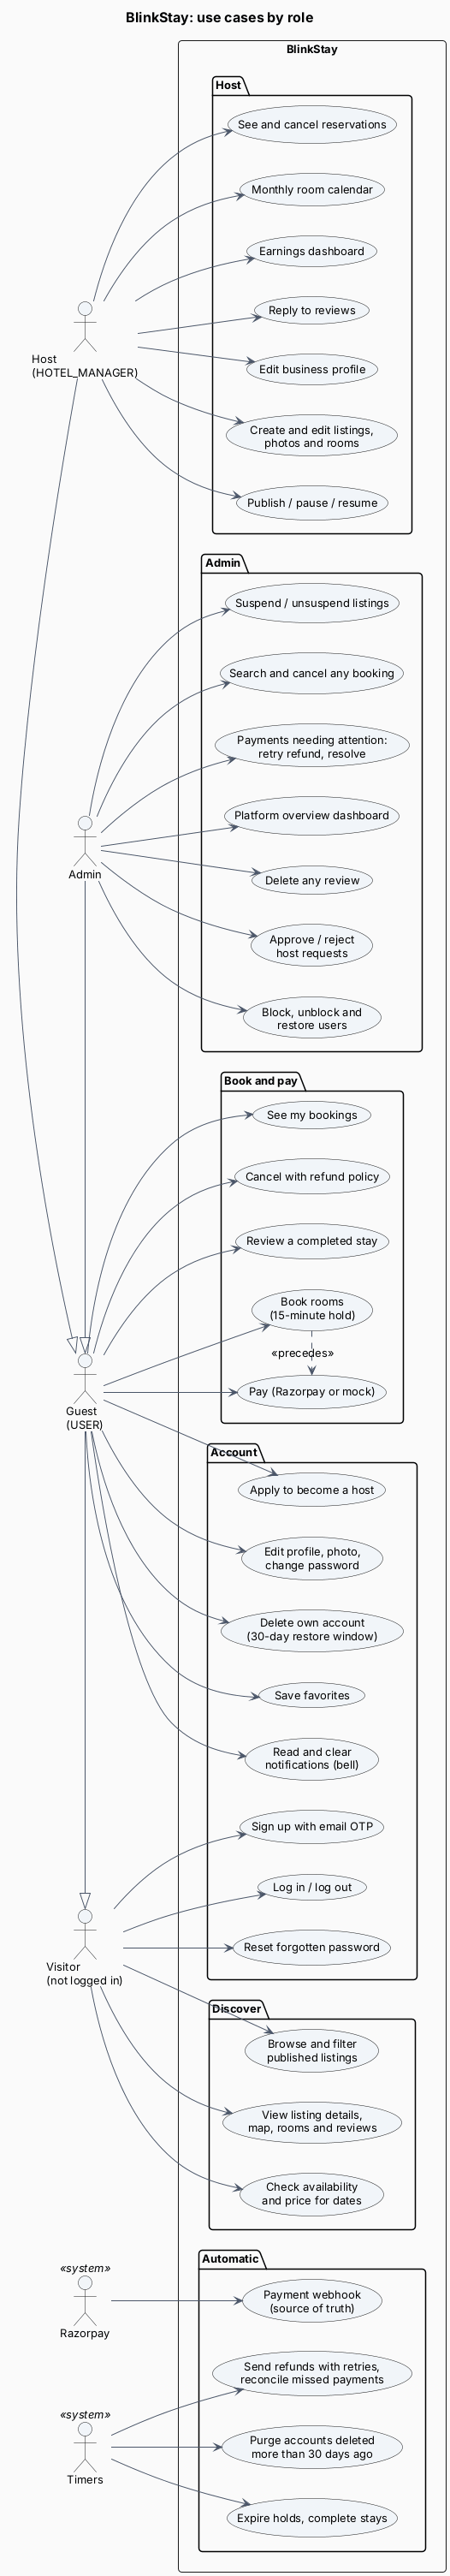 BlinkStay: use cases by role
BlinkStay
Host
See and cancel reservations
Monthly room calendar
Earnings dashboard
Reply to reviews
Host
(HOTEL_MANAGER)
Edit business profile
Create and edit listings,
photos and rooms
Publish / pause / resume
Admin
Suspend / unsuspend listings
Search and cancel any booking
Payments needing attention:
retry refund, resolve
Platform overview dashboard
Admin
Delete any review
Approve / reject
host requests
Block, unblock and
restore users
Book and pay
See my bookings
Cancel with refund policy
Review a completed stay
Book rooms
(15-minute hold)
«precedes»
Pay (Razorpay or mock)
Guest
(USER)
Account
Apply to become a host
Edit profile, photo,
change password
Delete own account
(30-day restore window)
Save favorites
Read and clear
notifications (bell)
Sign up with email OTP
Log in / log out
Reset forgotten password
Visitor
(not logged in)
Discover
Browse and filter
published listings
View listing details,
map, rooms and reviews
Check availability
and price for dates
Automatic
«system»
Razorpay
Payment webhook
(source of truth)
Send refunds with retries,
reconcile missed payments
«system»
Timers
Purge accounts deleted
more than 30 days ago
Expire holds, complete stays